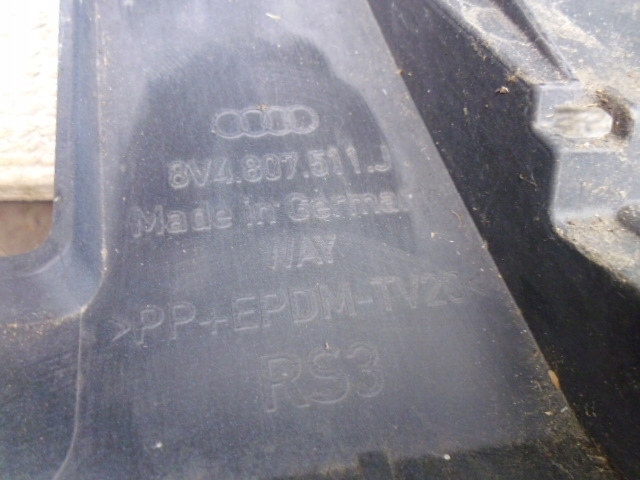 8V4.807.511.J
Made in Germa
WAY
>PP+EPDM-TV20<
RS3